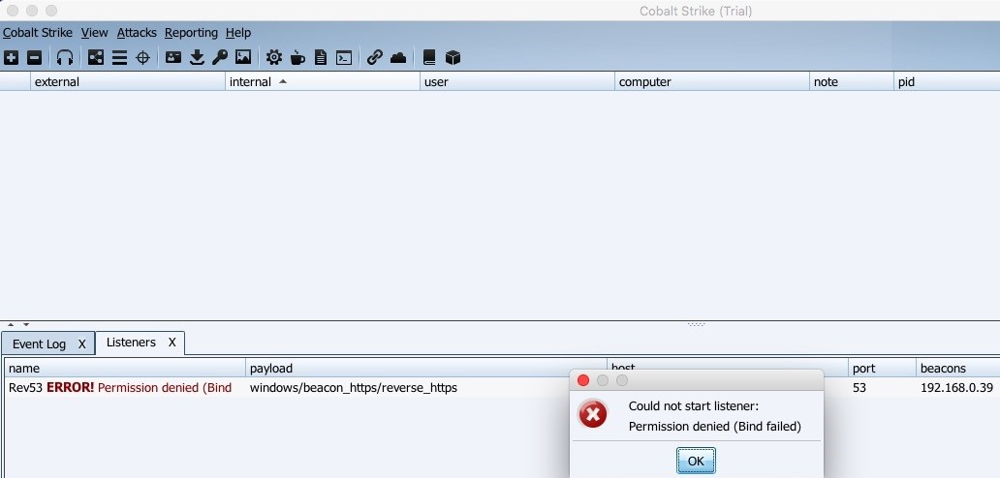 Cobalt Strike (Trial)
Cobalt Strike View Attacks Reporting Help
external internal user computer note pid
Event Log X Listeners X
name payload host port beacons
Rev53 ERROR! Permission denied (Bind windows/beacon_https/reverse_https 53 192.168.0.39
Could not start listener:
Permission denied (Bind failed)
OK